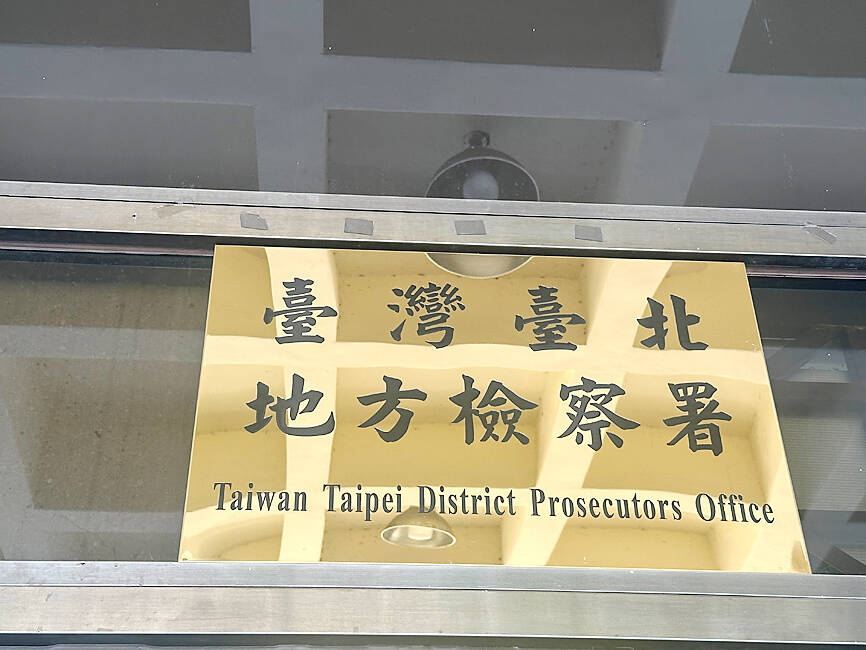 臺灣臺北
地方檢察署
Taiwan Taipei District Prosecutors Office